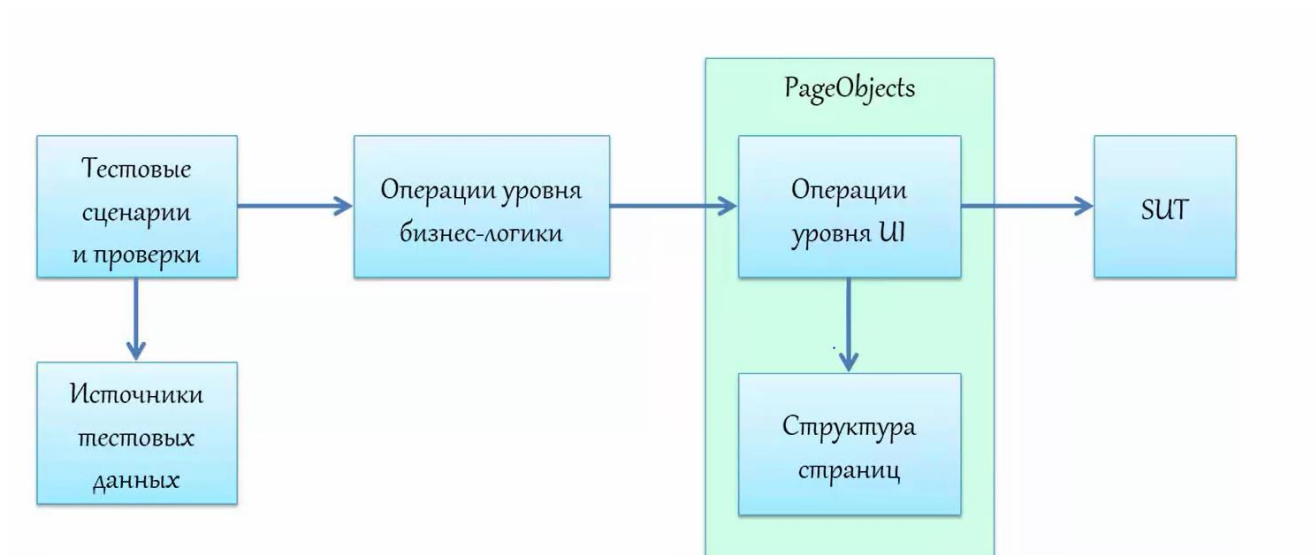 PageObjects
Тестовые
сценарии
и проверки
Операции уровня
бизнес-логики
Операции
уровня UI
SUT
Источники
тестовых
данных
Структура
страниц